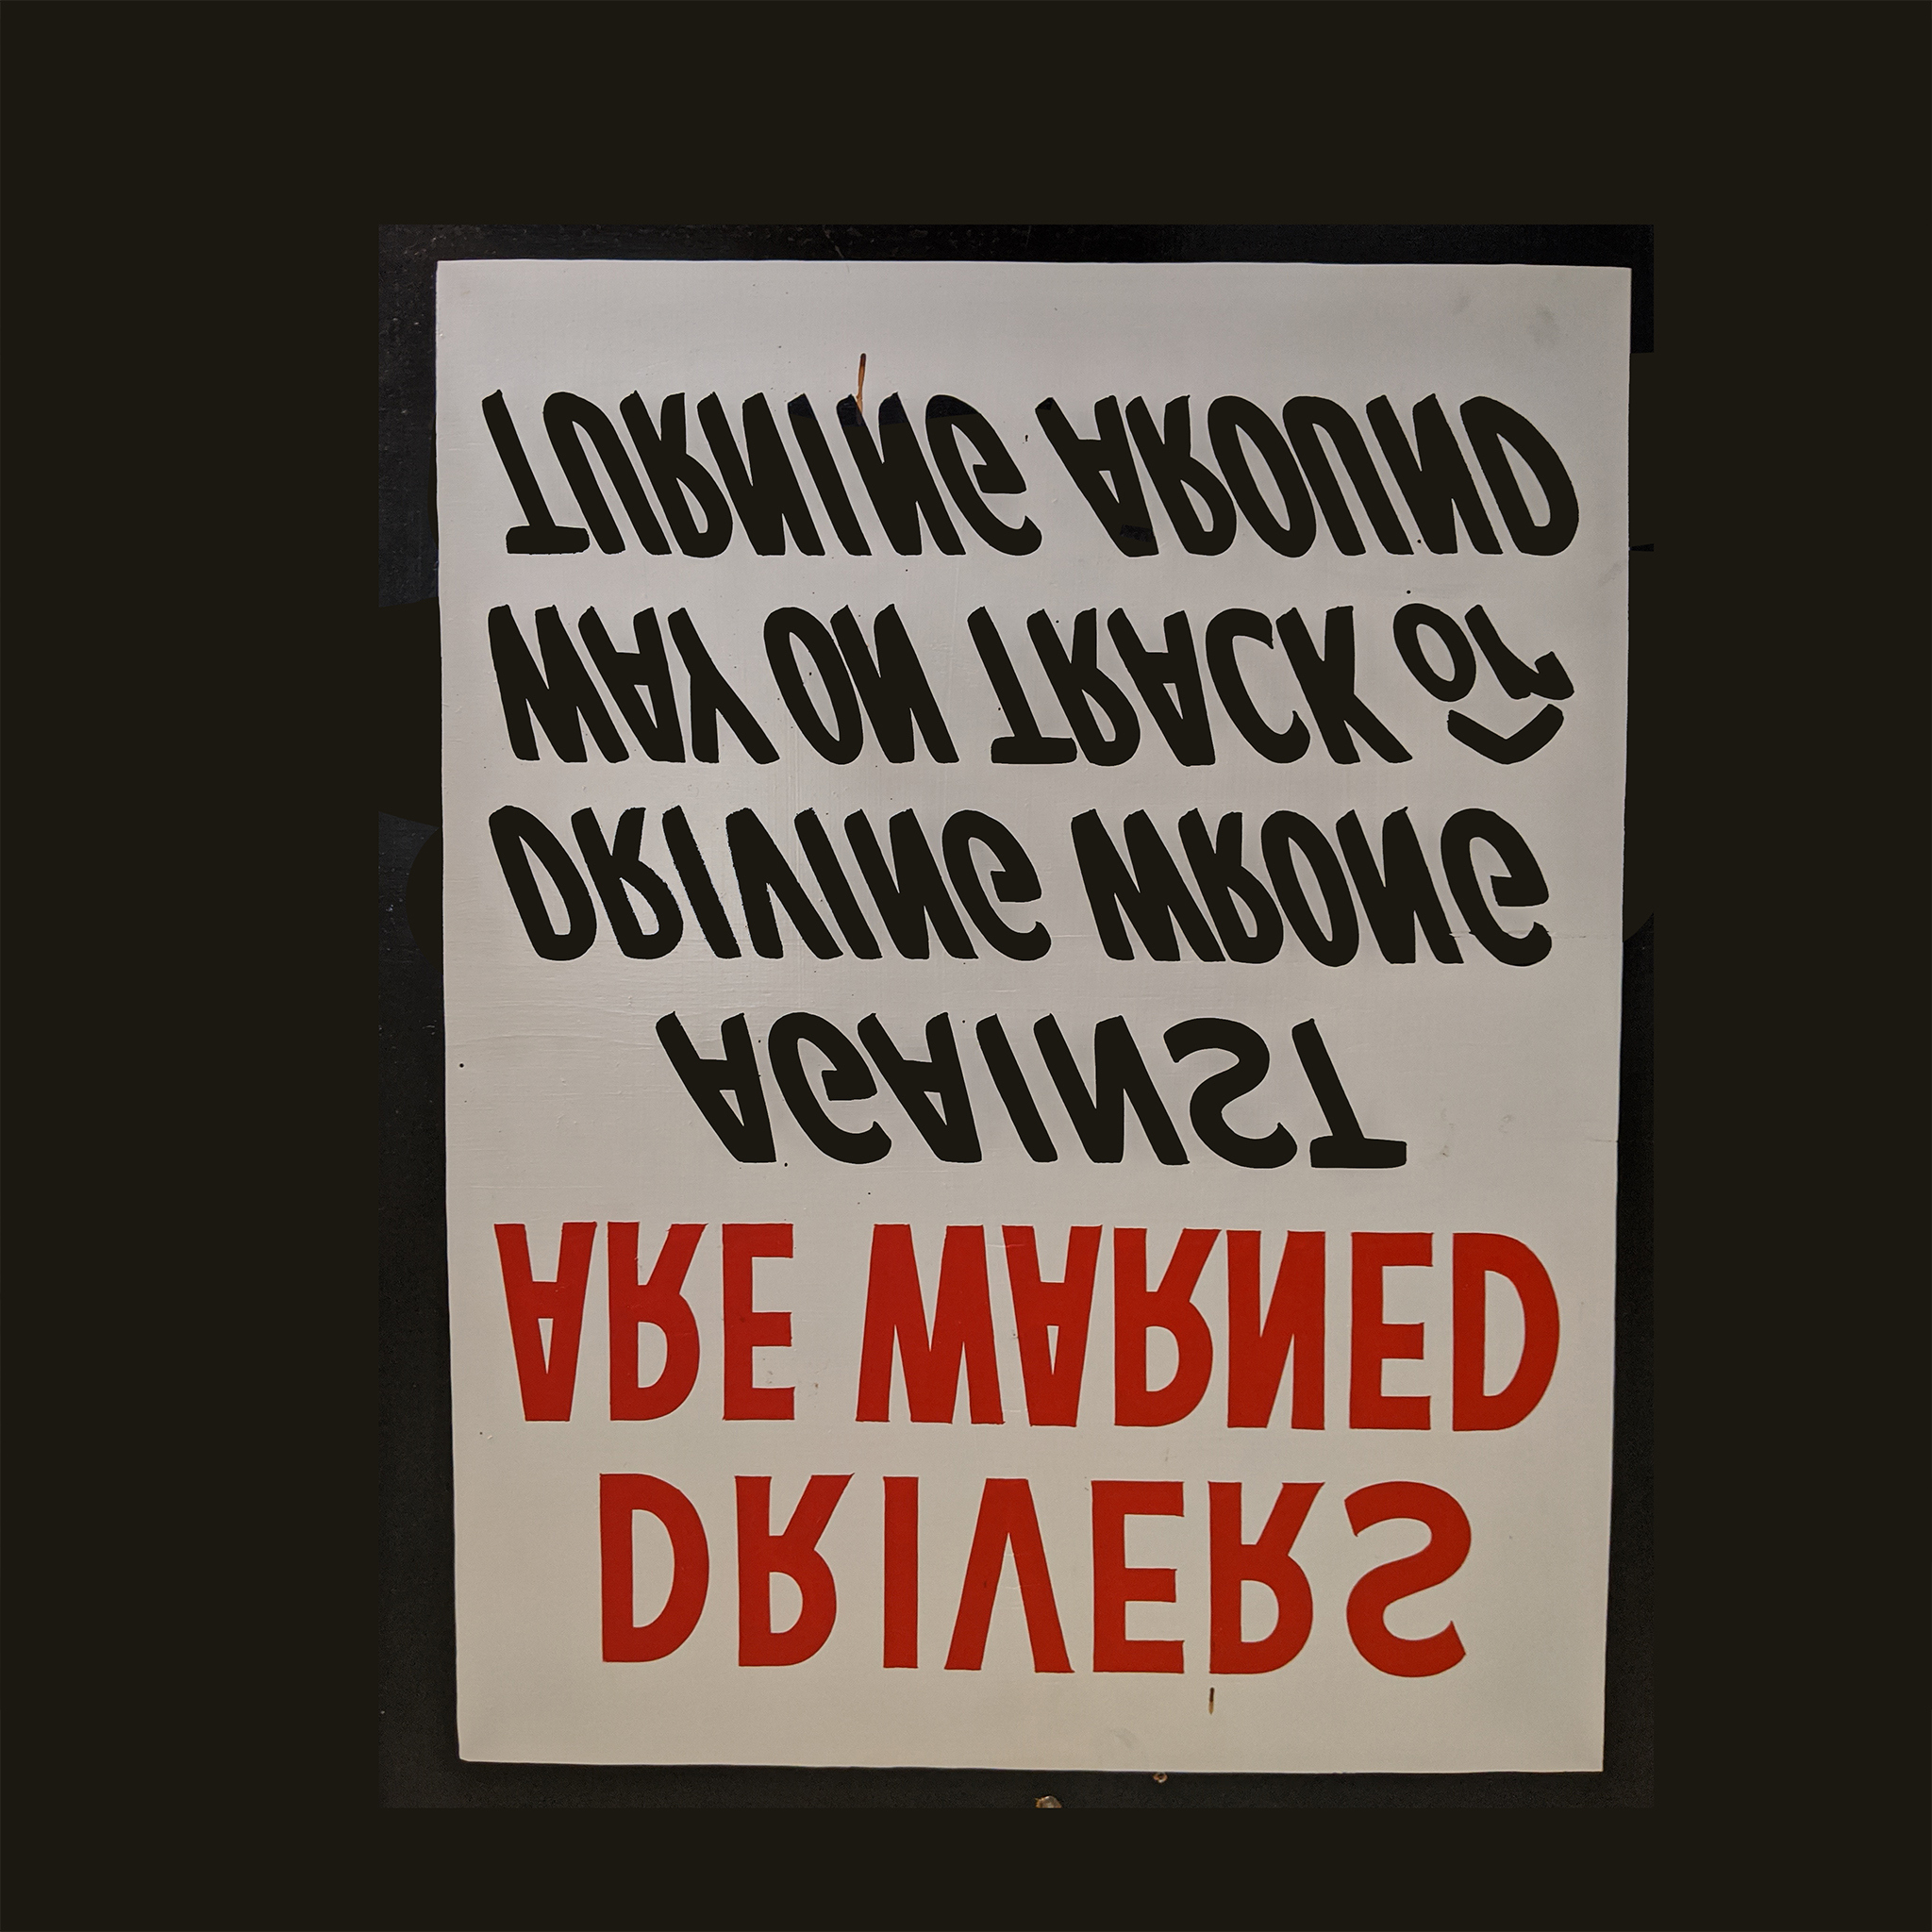 DRIVERS
ARE WARNED
AGAINST
DRIVING WRONG
WAY ON TRACK or
TURNING AROUND